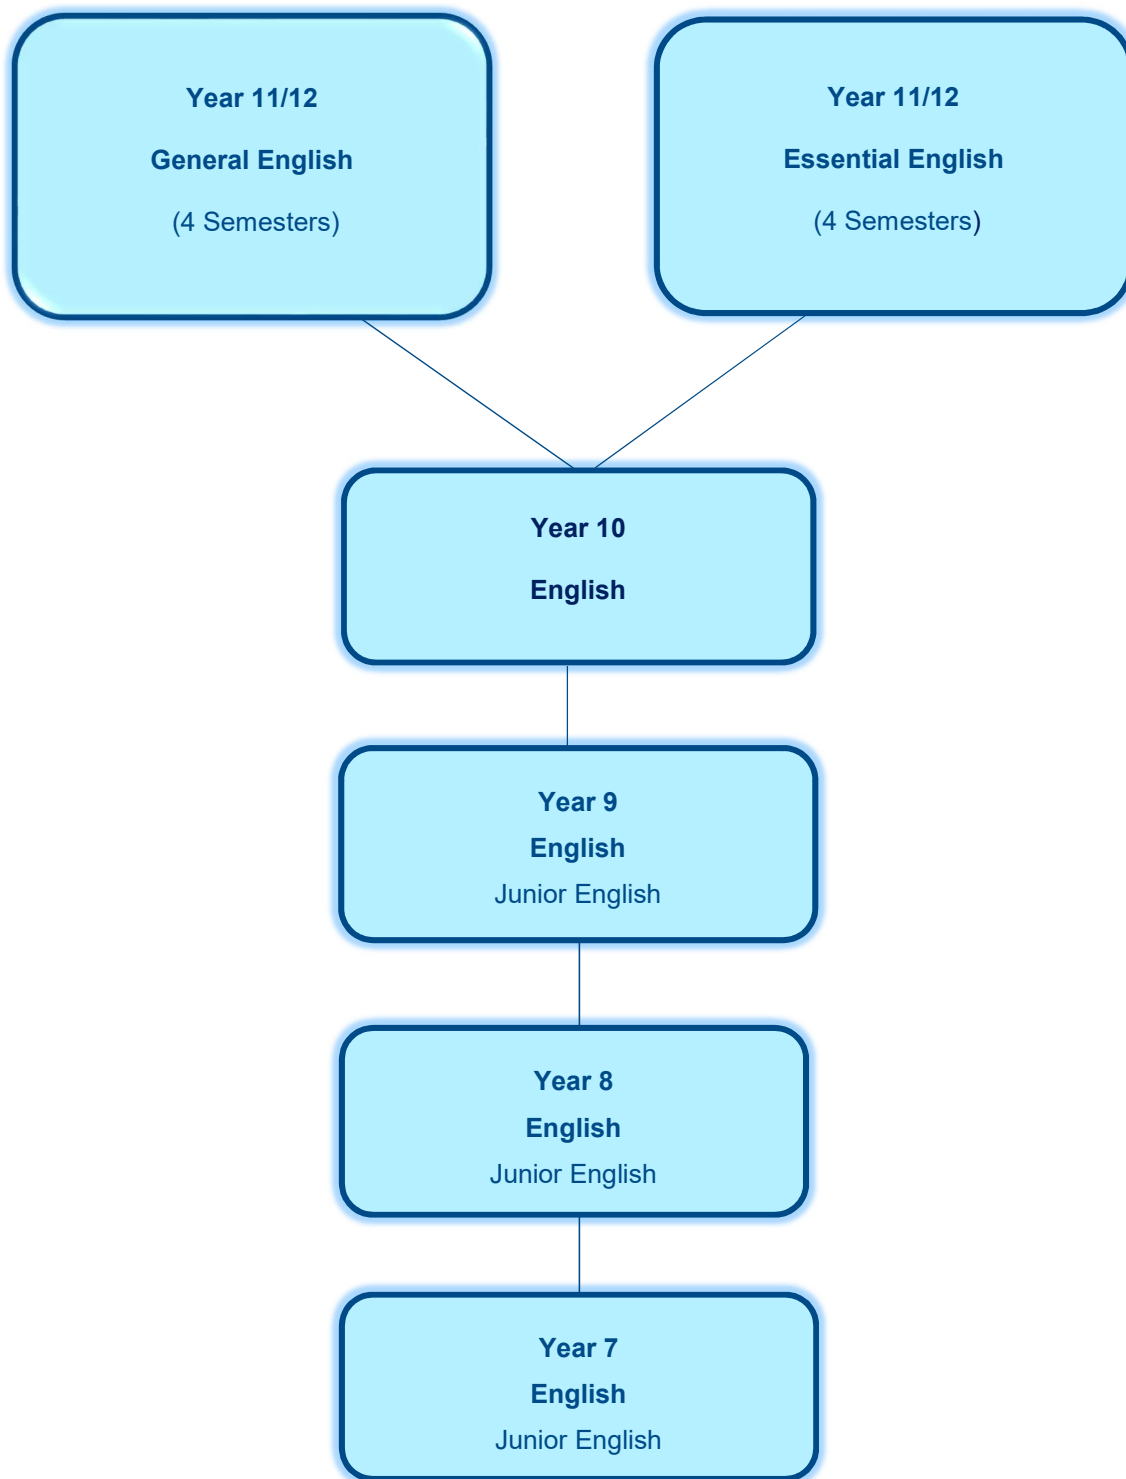 Year 11/12
General English
(4 Semesters)
Year 11/12
Essential English
(4 Semesters)
Year 10
English
Year 9
English
Junior English
Year 8
English
Junior English
Year 7
English
Junior English